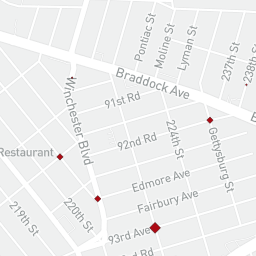 Pontiac St
Moline St
Lyman St
237th St
238th St
Braddock Ave
91st Rd
Winchester Blvd
92nd Rd
224th St
Gettysburg St
Restaurant
Edmore Ave
Fairbury Ave
219th St
220th St
93rd Ave
Rd